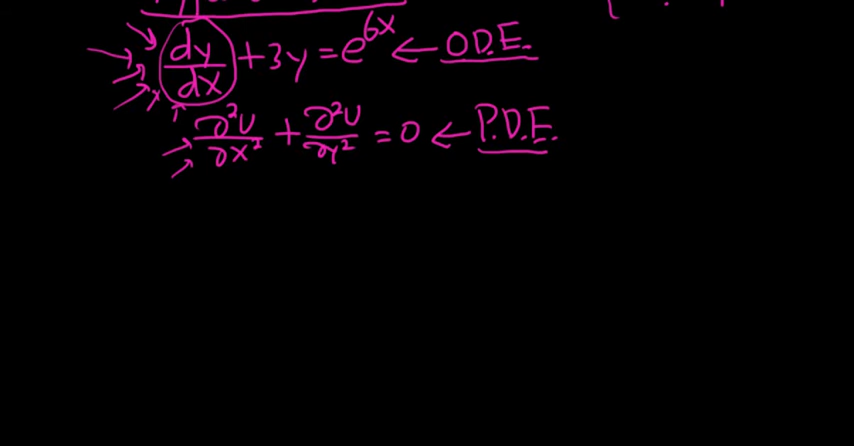 dy/dx + 3y = e^{6x} ← O.D.E.
∂²U/∂x² + ∂²U/∂y² = 0 ← P.D.E.